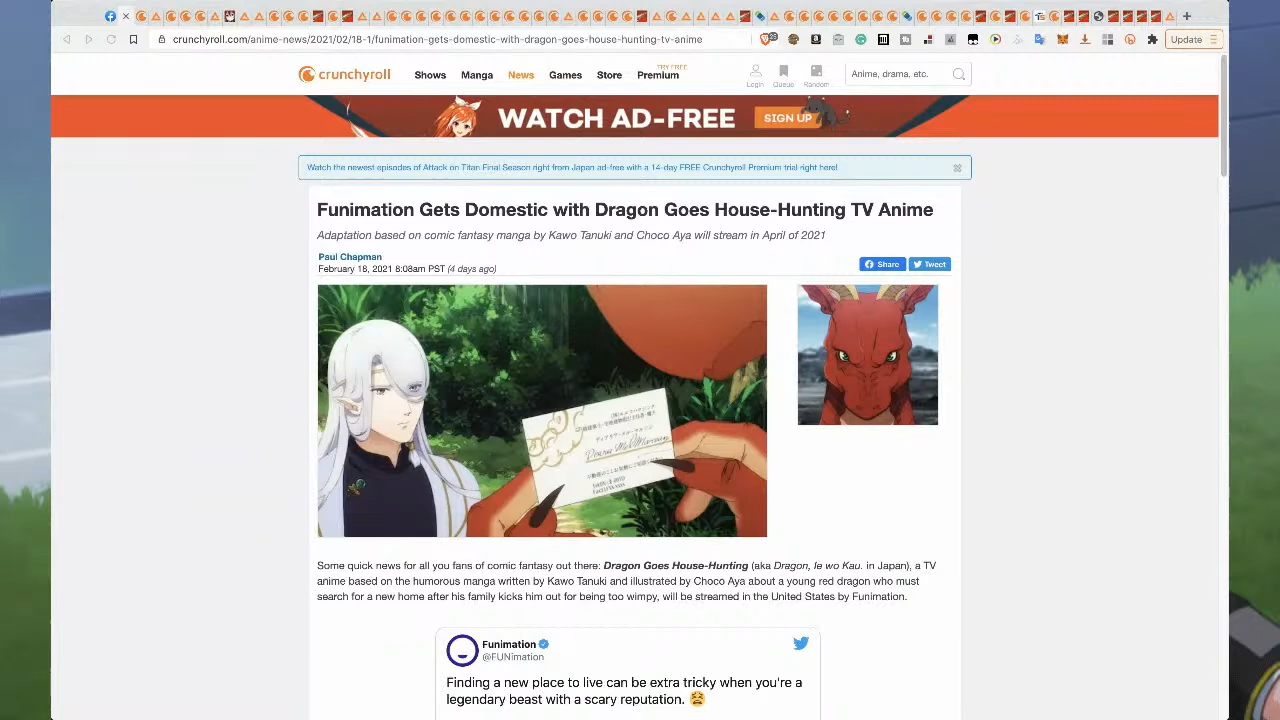 crunchyroll.com/anime-news/2021/02/18-1/funimation-gets-domestic-with-dragon-goes-house-hunting-tv-anime
Update
crunchyroll
Shows
Manga
News
Games
Store
TRY FREE
Premium
Login
Queue
Random
Anime, drama, etc.
WATCH AD-FREE
SIGN UP
Watch the newest episodes of Attack on Titan Final Season right from Japan ad-free with a 14-day FREE Crunchyroll Premium trial right here!
Funimation Gets Domestic with Dragon Goes House-Hunting TV Anime
Adaptation based on comic fantasy manga by Kawo Tanuki and Choco Aya will stream in April of 2021
Paul Chapman
February 18, 2021 8:08am PST (4 days ago)
Share
Tweet
Some quick news for all you fans of comic fantasy out there: Dragon Goes House-Hunting (aka Dragon, Ie wo Kau. in Japan), a TV
anime based on the humorous manga written by Kawo Tanuki and illustrated by Choco Aya about a young red dragon who must
search for a new home after his family kicks him out for being too wimpy, will be streamed in the United States by Funimation.
Funimation
@FUNimation
Finding a new place to live can be extra tricky when you're a
legendary beast with a scary reputation. 😫